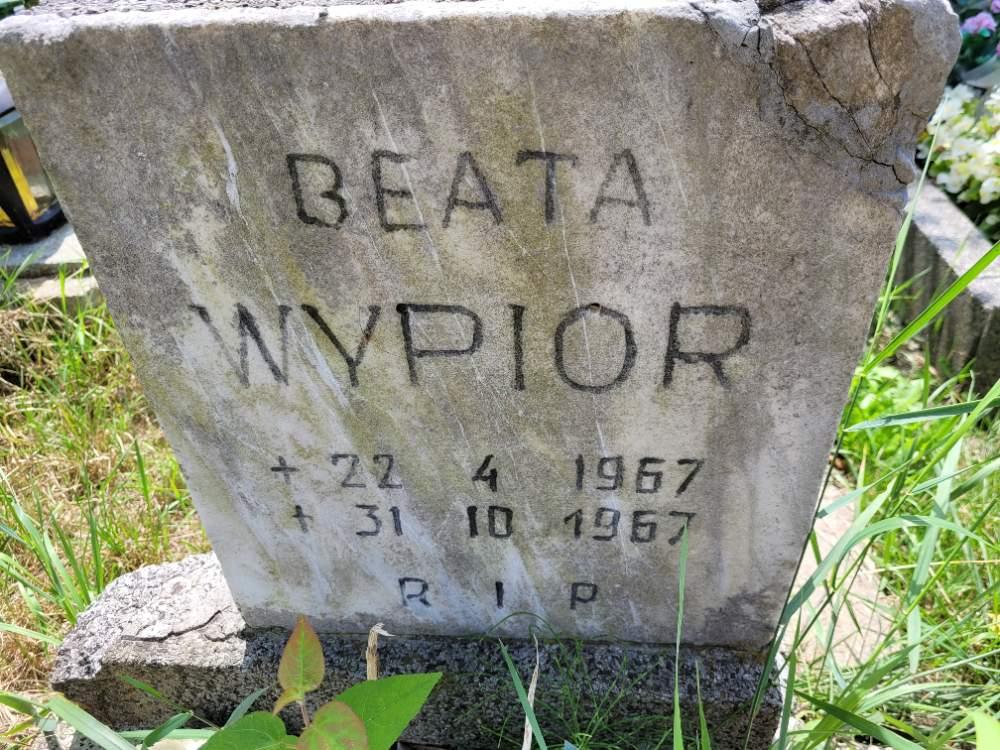 BEATA
WYPIOR
+ 22 4 1967
+ 31 10 1967
R I P